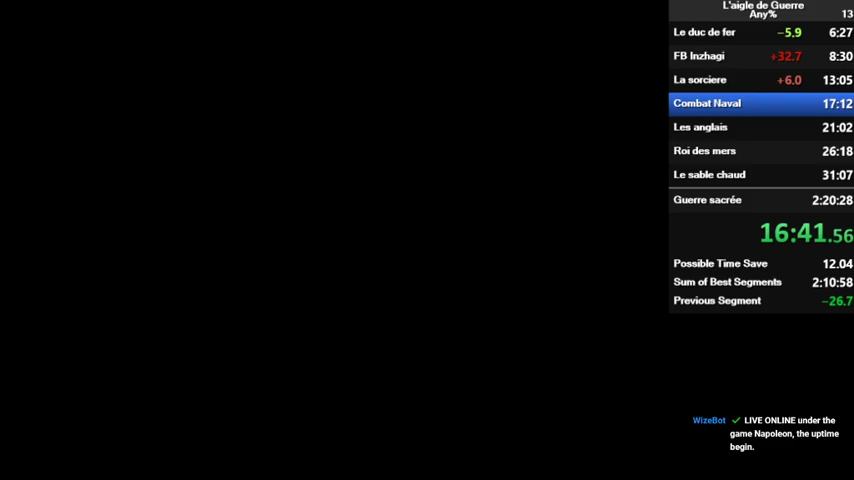 L'aigle de Guerre
Any% 13
Le duc de fer −5.9 6:27
FB Inzhagi +32.7 8:30
La sorciere +6.0 13:05
Combat Naval 17:12
Les anglais 21:02
Roi des mers 26:18
Le sable chaud 31:07
Guerre sacrée 2:20:28
16:41.56
Possible Time Save 12.04
Sum of Best Segments 2:10:58
Previous Segment −26.7
WizeBot ✓ LIVE ONLINE under the
game Napoleon, the uptime
begin.